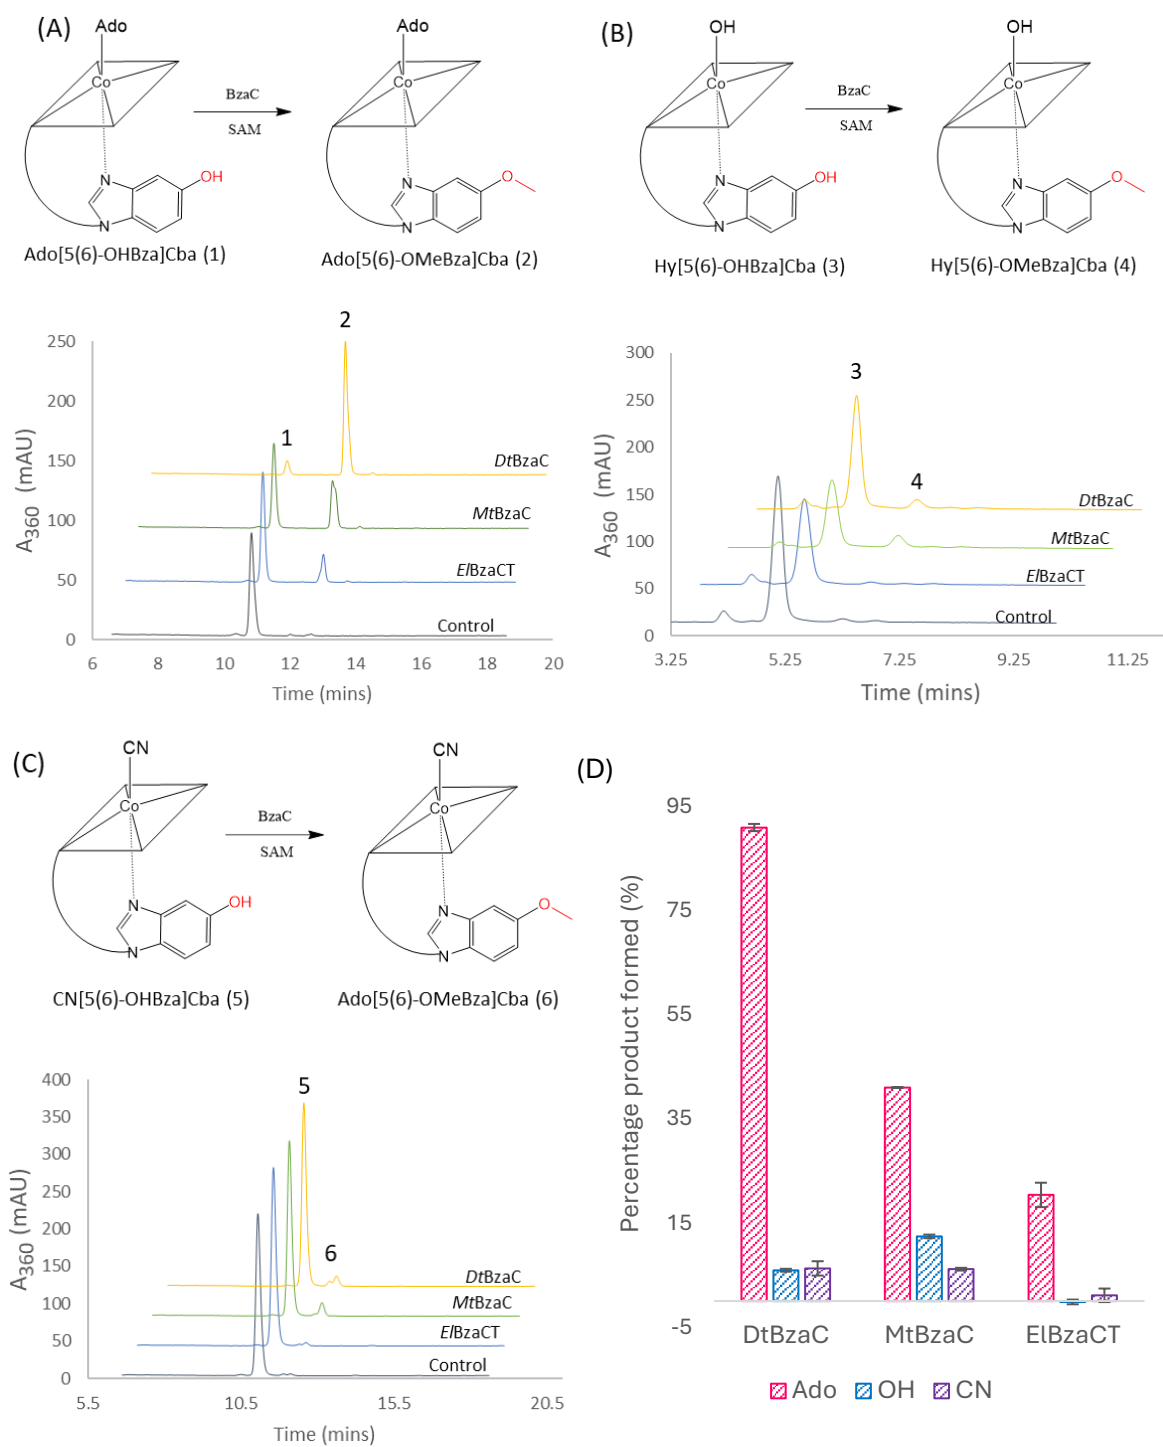 (A)
Ado
Ado
Co
Co
BzaC
SAM
N
N
OH
N
N
O
Ado[5(6)-OHBza]Cba (1)
Ado[5(6)-OMeBza]Cba (2)
(B)
OH
OH
Co
Co
BzaC
SAM
N
N
OH
N
N
O
Hy[5(6)-OHBza]Cba (3)
Hy[5(6)-OMeBza]Cba (4)
A360 (mAU)
250
200
150
100
50
0
2
1
DtBzaC
MtBzaC
ElBzaCT
Control
6 8 10 12 14 16 18 20
Time (mins)
A360 (mAU)
300
250
200
150
100
50
0
3
4
DtBzaC
MtBzaC
ElBzaCT
Control
3.25 5.25 7.25 9.25 11.25
Time (mins)
(C)
CN
CN
Co
Co
BzaC
SAM
N
N
OH
N
N
O
CN[5(6)-OHBza]Cba (5)
Ado[5(6)-OMeBza]Cba (6)
A360 (mAU)
400
350
300
250
200
150
100
50
0
5
6
DtBzaC
MtBzaC
ElBzaCT
Control
5.5 10.5 15.5 20.5
Time (mins)
(D)
Percentage product formed (%)
95
75
55
35
15
-5
DtBzaC MtBzaC ElBzaCT
Ado OH CN